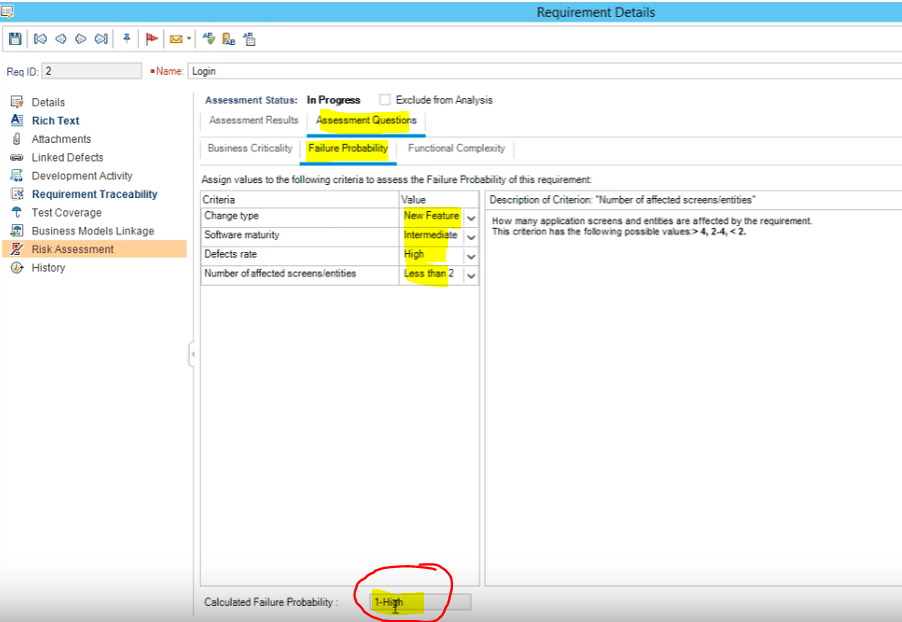 Requirement Details
Req ID: 2 Name: Login
Details
Rich Text
Attachments
Linked Defects
Development Activity
Requirement Traceability
Test Coverage
Business Models Linkage
Risk Assessment
History
Assessment Status: In Progress Exclude from Analysis
Assessment Results Assessment Questions
Business Criticality Failure Probability Functional Complexity
Assign values to the following criteria to assess the Failure Probability of this requirement:
Criteria Value
Change type New Feature
Software maturity Intermediate
Defects rate High
Number of affected screens/entities Less than 2
Description of Criterion: "Number of affected screens/entities"
How many application screens and entities are affected by the requirement.
This criterion has the following possible values:> 4, 2-4, < 2.
Calculated Failure Probability : 1-High